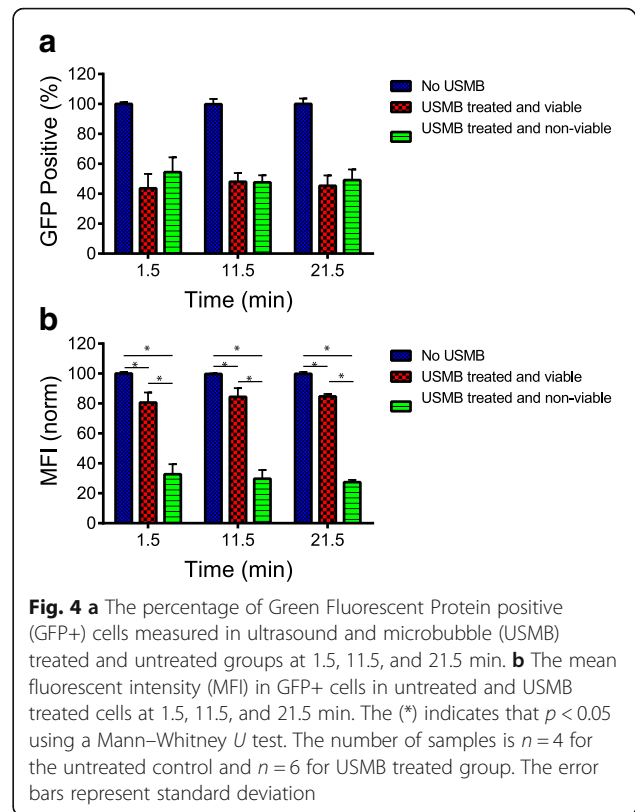 a
GFP Positive (%)
120
100
80
60
40
20
0
1.5
11.5
21.5
Time (min)
No USMB
USMB treated and viable
USMB treated and non-viable
b
MFI (norm)
120
100
80
60
40
20
0
* * *
* * * * * *
1.5
11.5
21.5
Time (min)
No USMB
USMB treated and viable
USMB treated and non-viable
Fig. 4 a The percentage of Green Fluorescent Protein positive
(GFP+) cells measured in ultrasound and microbubble (USMB)
treated and untreated groups at 1.5, 11.5, and 21.5 min. b The mean
fluorescent intensity (MFI) in GFP+ cells in untreated and USMB
treated cells at 1.5, 11.5, and 21.5 min. The (*) indicates that p < 0.05
using a Mann–Whitney U test. The number of samples is n = 4 for
the untreated control and n = 6 for USMB treated group. The error
bars represent standard deviation